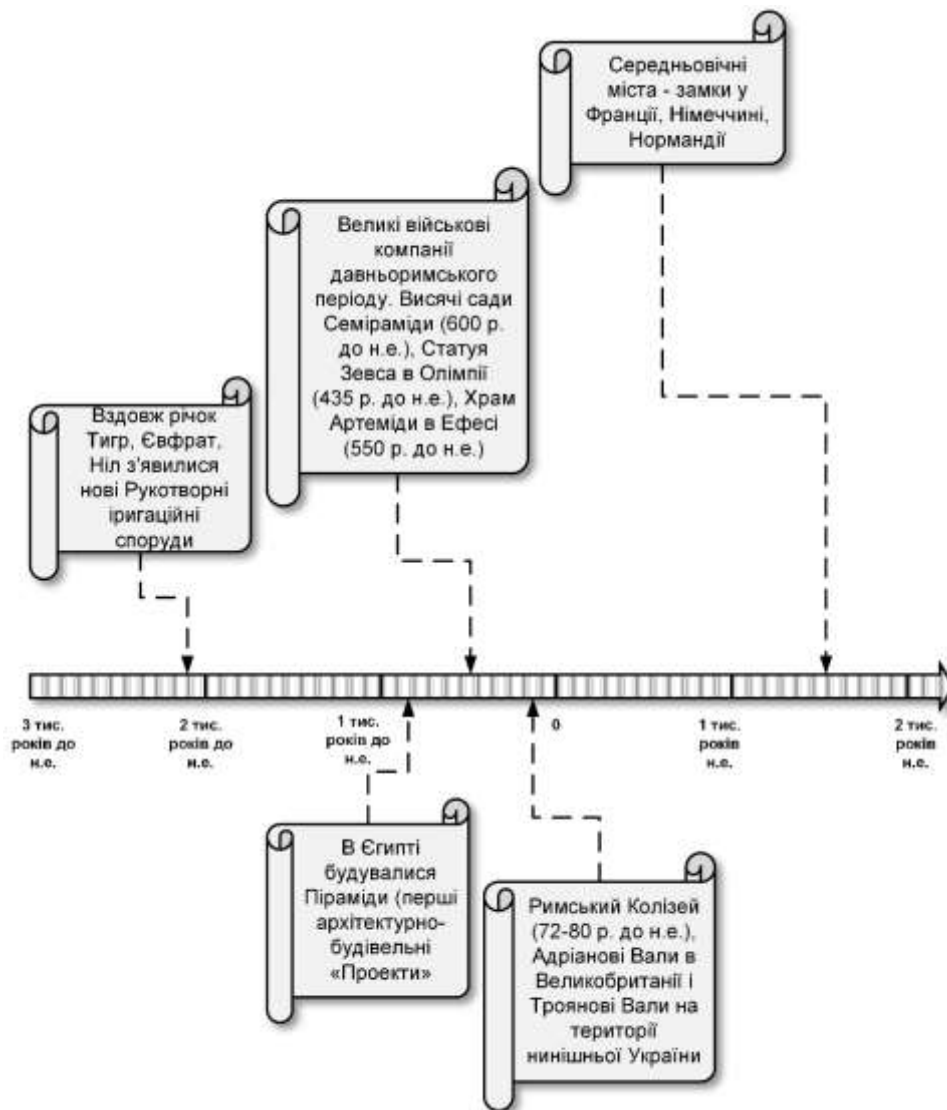 Середньовічні
міста - замки у
Франції, Німеччині,
Нормандії
Великі військові
компанії
давньоримського
періоду. Висячі сади
Семіраміди (600 р.
до н.е.), Статуя
Зевса в Олімпії
(435 р. до н.е.), Храм
Артеміди в Ефесі
(550 р. до н.е.)
Вздовж річок
Тигр, Євфрат,
Ніл з'явилися
нові Рукотворні
іригаційні
споруди
3 тис.
років до
н.е.
2 тис.
років до
н.е.
1 тис.
років до
н.е.
0
1 тис.
років
н.е.
2 тис.
років
н.е.
В Єгипті
будувалися
Піраміди (перші
архітектурно-
будівельні
«Проекти»
Римський Колізей
(72-80 р. до н.е.),
Адріанові Вали в
Великобританії і
Троянові Вали на
території
нинішньої України